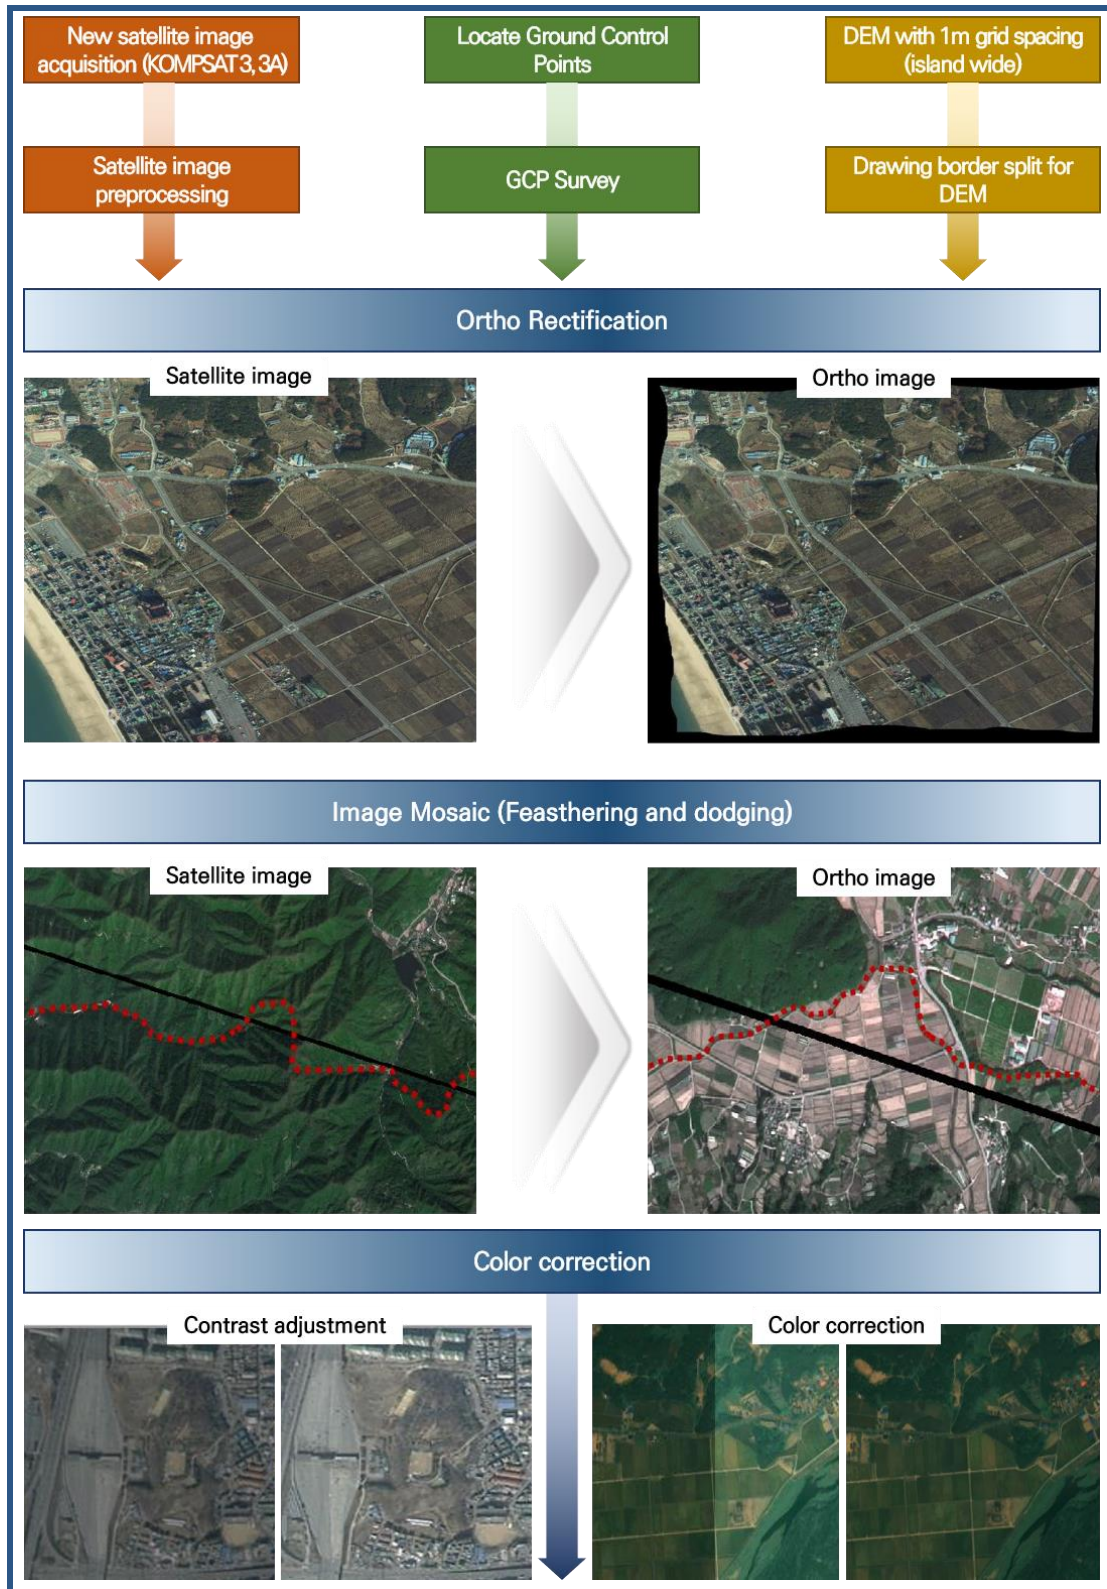 New satellite image
acquisition (KOMPSAT 3, 3A)
Locate Ground Control
Points
DEM with 1m grid spacing
(island wide)
Satellite image
preprocessing
GCP Survey
Drawing border split for
DEM
Ortho Rectification
Satellite image
Ortho image
Image Mosaic (Feasthering and dodging)
Satellite image
Ortho image
Color correction
Contrast adjustment
Color correction